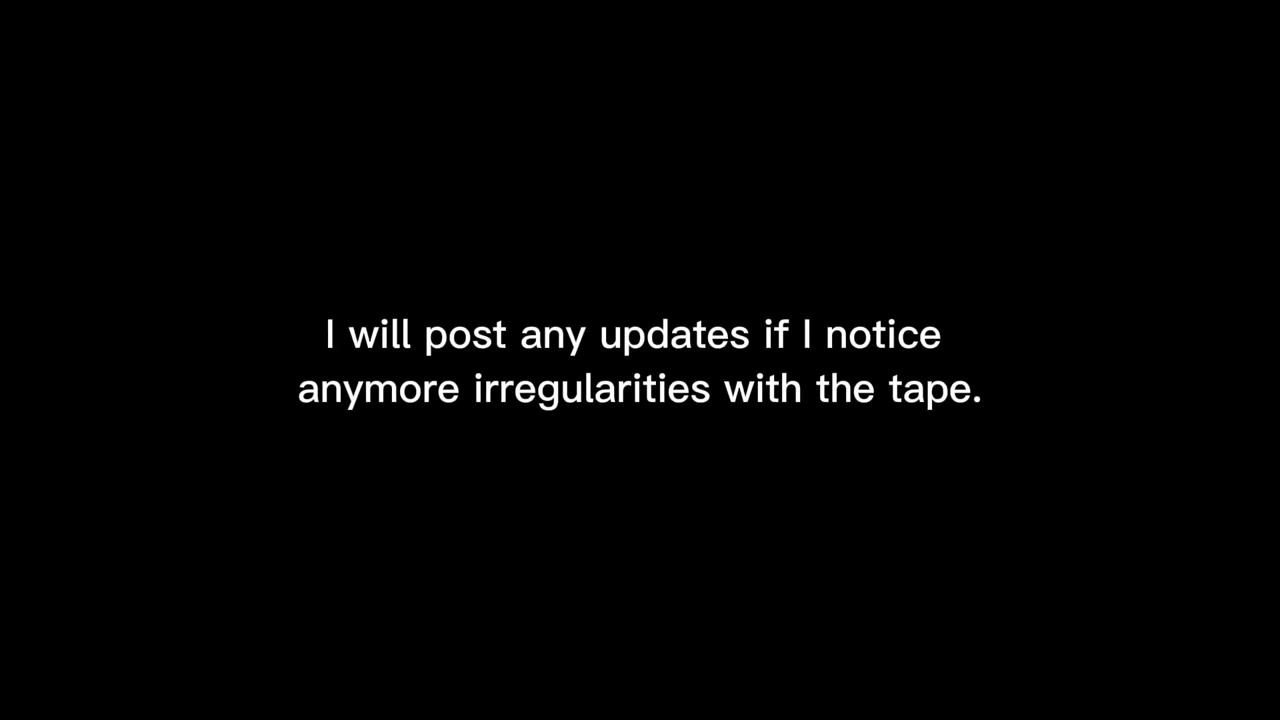 I will post any updates if I notice
anymore irregularities with the tape.